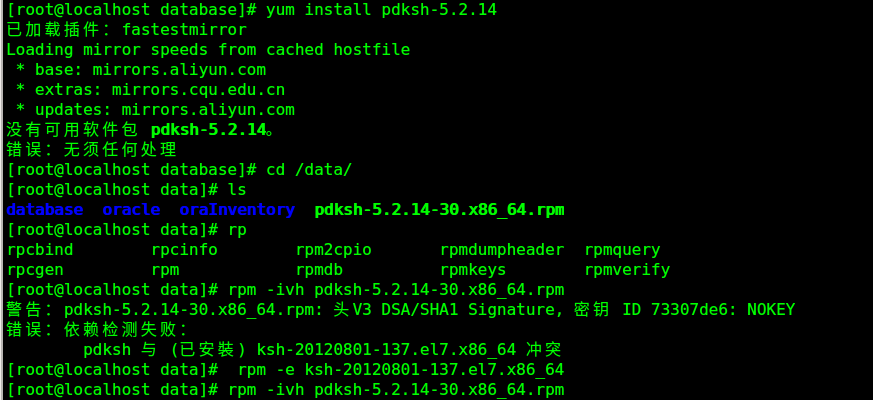 [root@localhost database]# yum install pdksh-5.2.14
已加载插件：fastestmirror
Loading mirror speeds from cached hostfile
 * base: mirrors.aliyun.com
 * extras: mirrors.cqu.edu.cn
 * updates: mirrors.aliyun.com
没有可用软件包 pdksh-5.2.14。
错误：无须任何处理
[root@localhost database]# cd /data/
[root@localhost data]# ls
database  oracle  oraInventory  pdksh-5.2.14-30.x86_64.rpm
[root@localhost data]# rp
rpcbind        rpcinfo        rpm2cpio       rpmdumpheader  rpmquery
rpcgen         rpm            rpmdb          rpmkeys        rpmverify
[root@localhost data]# rpm -ivh pdksh-5.2.14-30.x86_64.rpm
警告：pdksh-5.2.14-30.x86_64.rpm: 头V3 DSA/SHA1 Signature, 密钥 ID 73307de6: NOKEY
错误：依赖检测失败：
        pdksh 与 (已安裝) ksh-20120801-137.el7.x86_64 冲突
[root@localhost data]#  rpm -e ksh-20120801-137.el7.x86_64
[root@localhost data]# rpm -ivh pdksh-5.2.14-30.x86_64.rpm